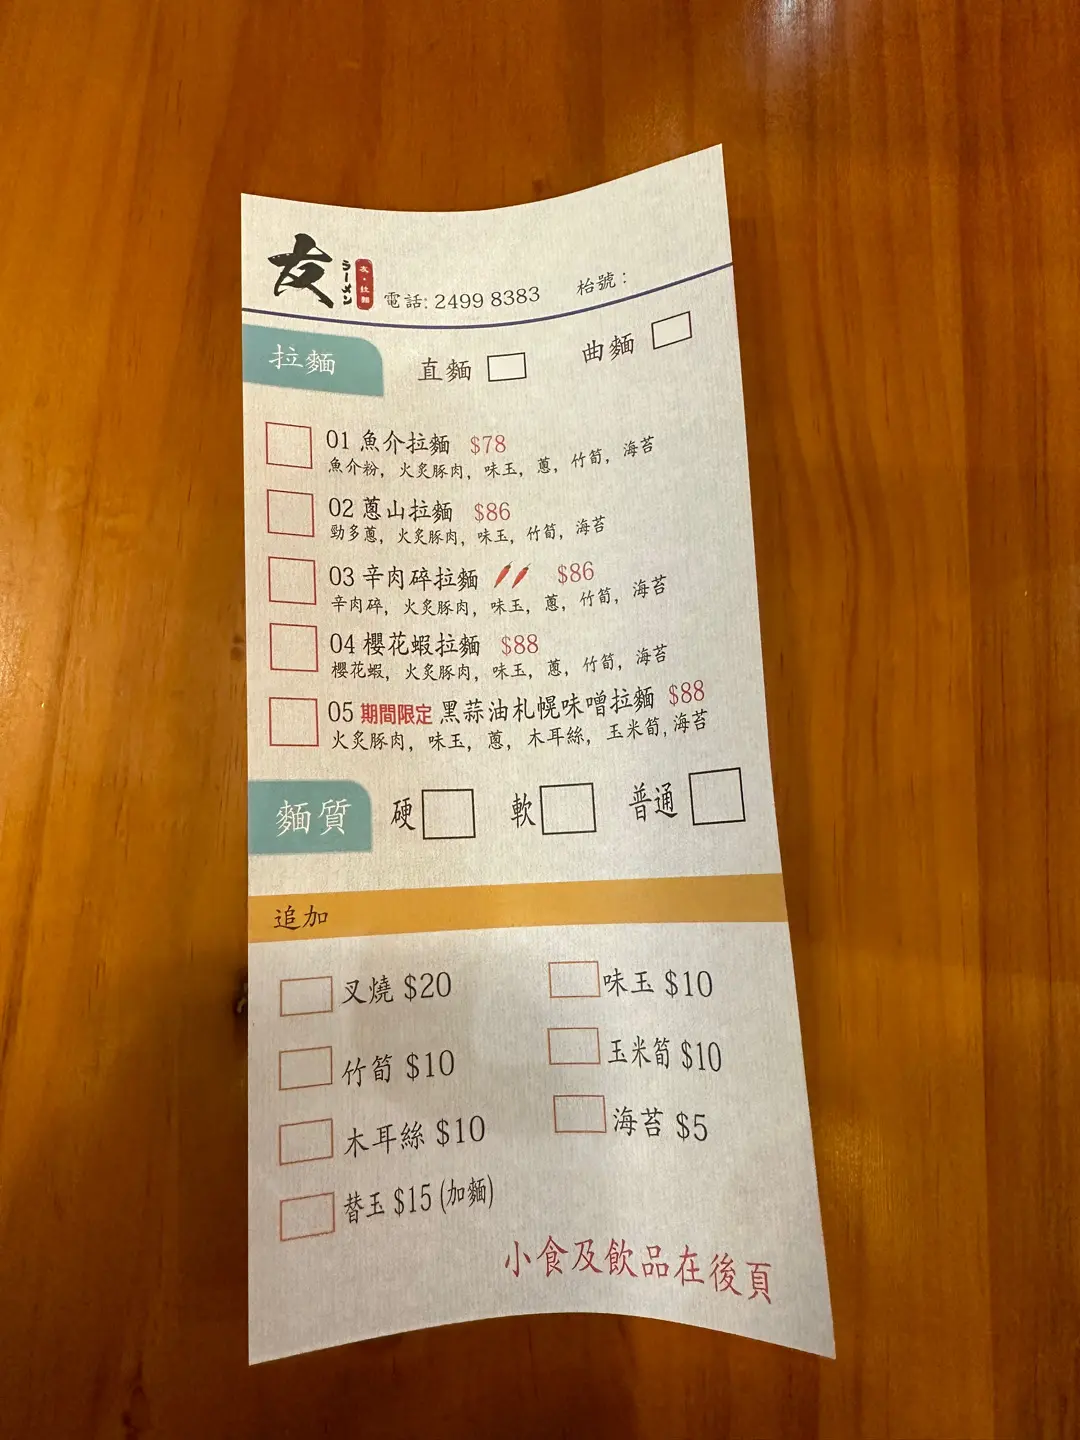 友
ラーメン
友・拉麵
電話: 2499 8383
枱號：
拉麵
直麵
曲麵
01 魚介拉麵 $78
魚介粉，火炙豚肉，味玉，蔥，竹筍，海苔
02 蔥山拉麵 $86
勁多蔥，火炙豚肉，味玉，竹筍，海苔
03 辛肉碎拉麵 $86
辛肉碎，火炙豚肉，味玉，蔥，竹筍，海苔
04 櫻花蝦拉麵 $88
櫻花蝦，火炙豚肉，味玉，蔥，竹筍，海苔
05 期間限定 黑蒜油札幌味噌拉麵 $88
火炙豚肉，味玉，蔥，木耳絲，玉米筍,海苔
麵質
硬
軟
普通
追加
叉燒 $20
味玉 $10
竹筍 $10
玉米筍 $10
木耳絲 $10
海苔 $5
替玉 $15 (加麵)
小食及飲品在後頁